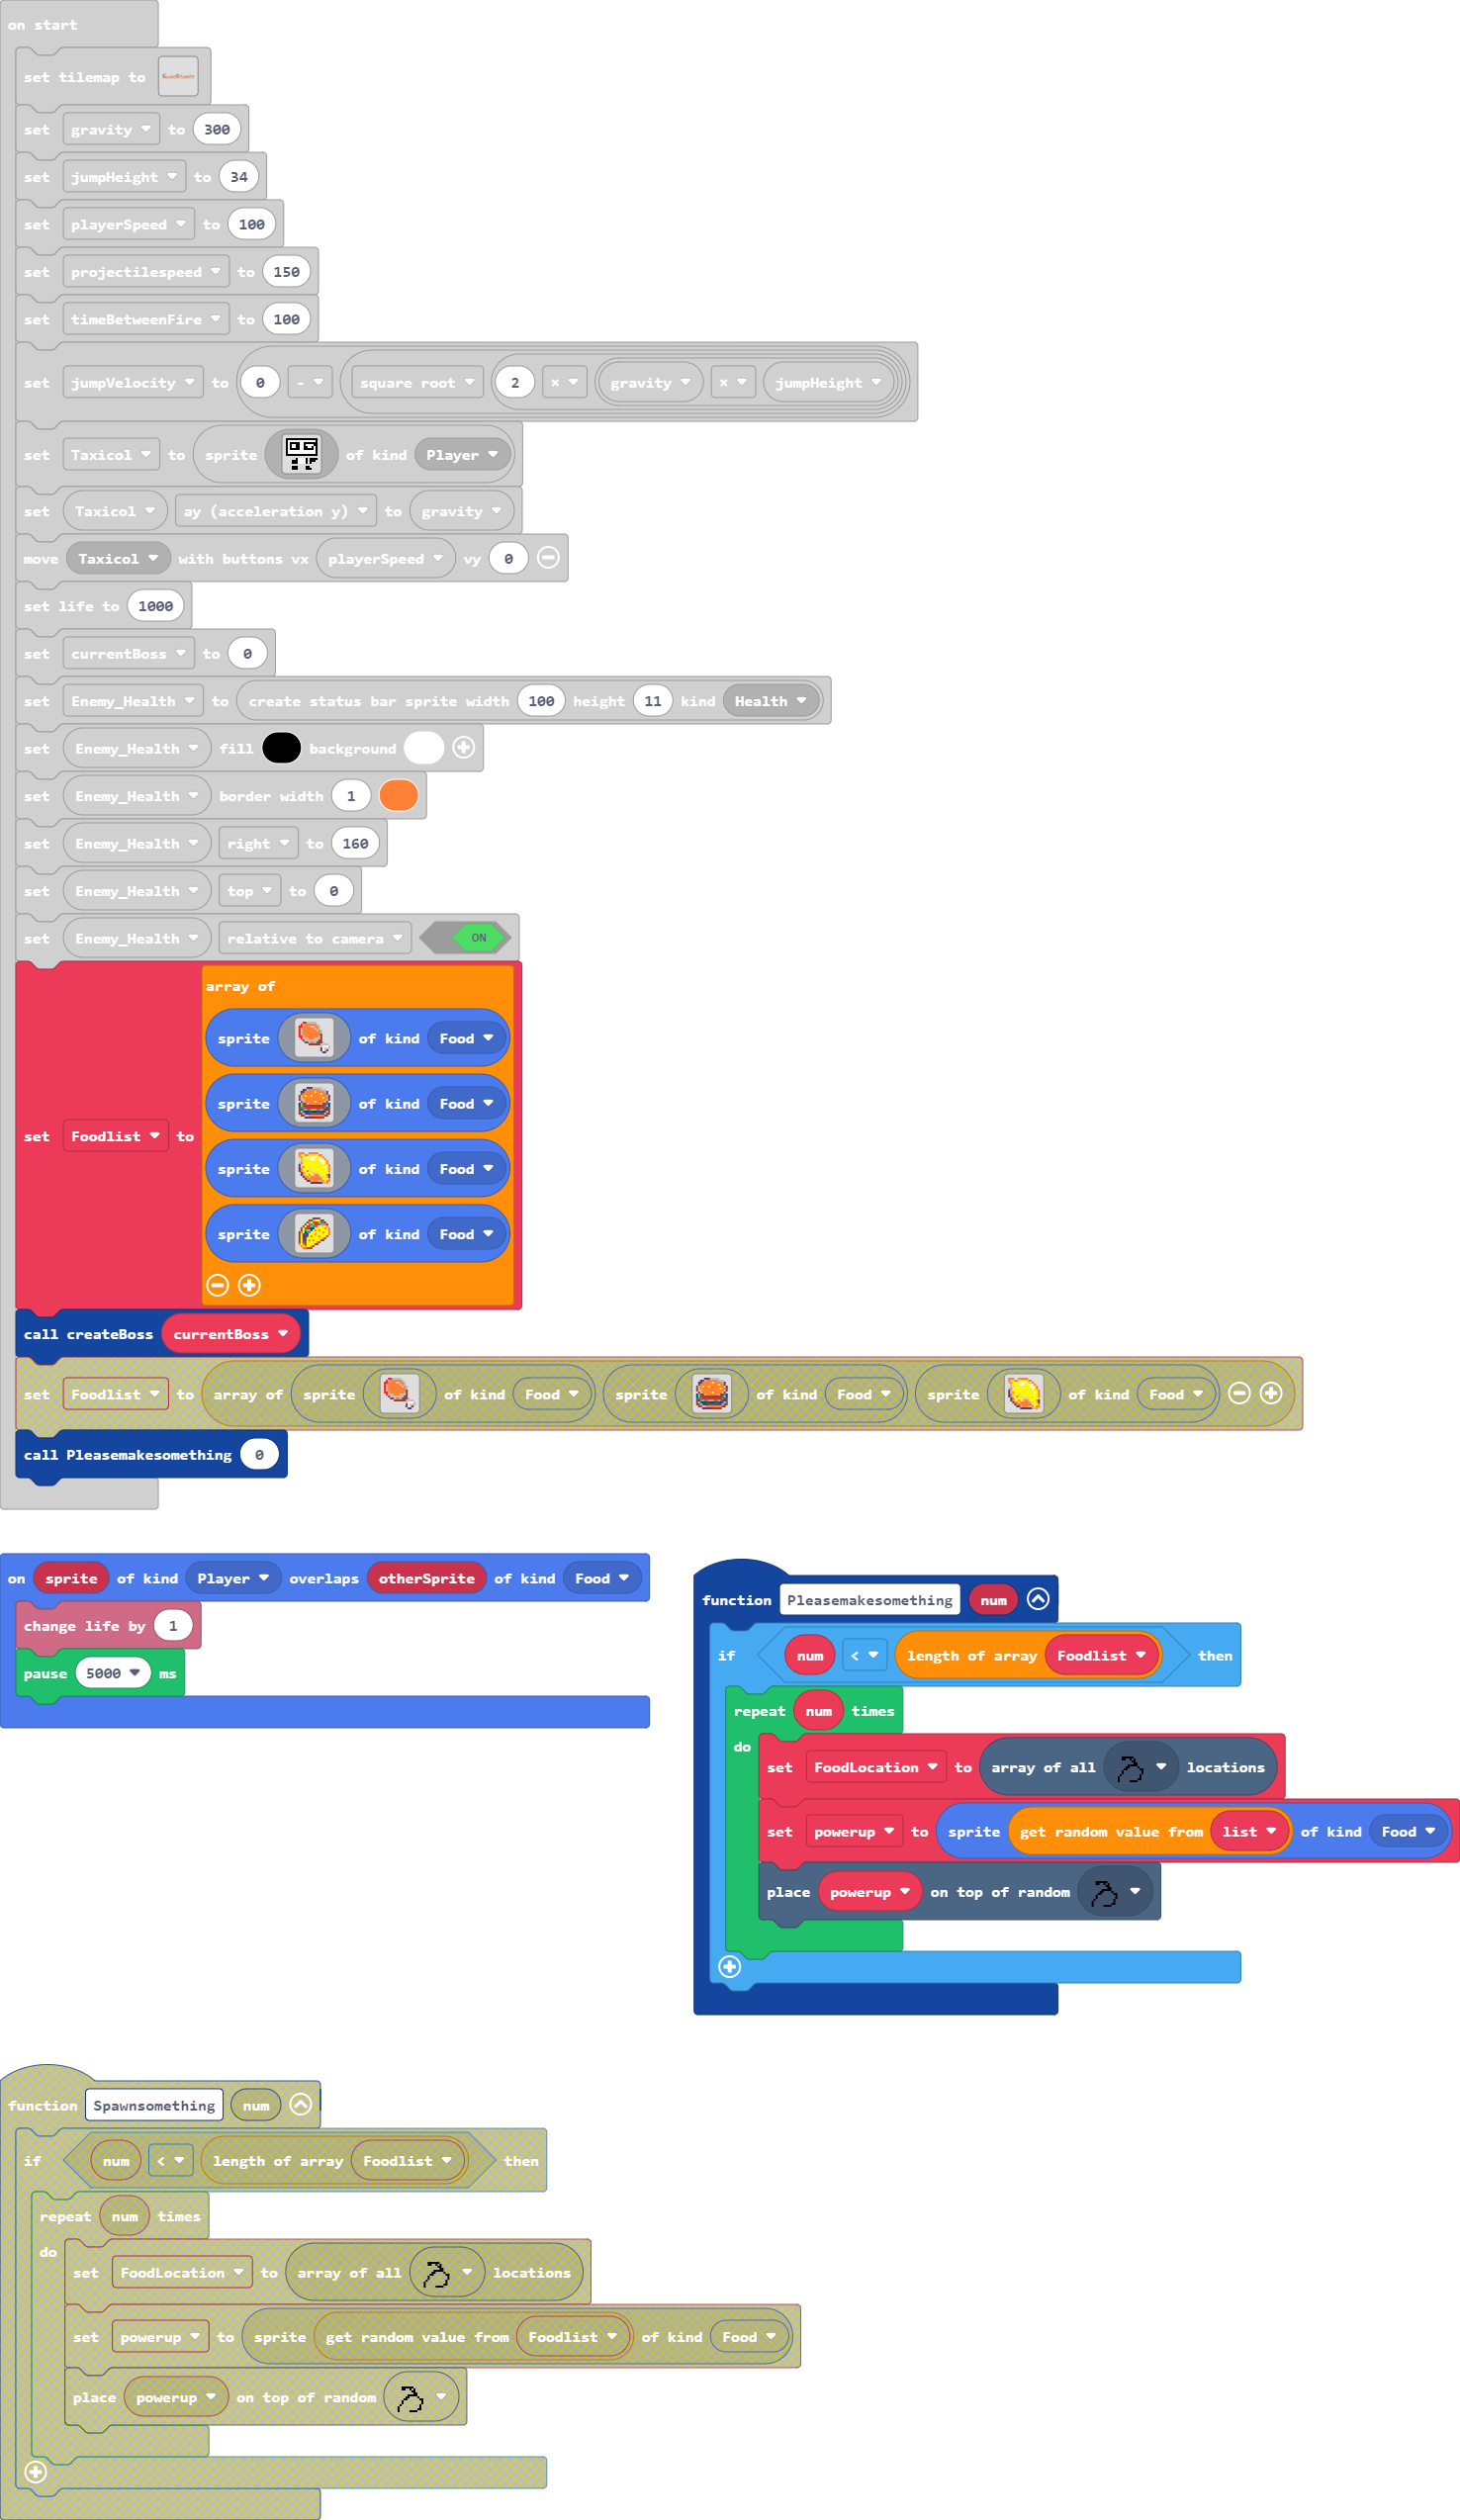 on start
set tilemap to
set gravity to 300
set jumpHeight to 34
set playerSpeed to 100
set projectilespeed to 150
set timeBetweenFire to 100
set jumpVelocity to 0 - square root 2 × gravity × jumpHeight
set Taxicol to sprite of kind Player
set Taxicol ay (acceleration y) to gravity
move Taxicol with buttons vx playerSpeed vy 0
set life to 1000
set currentBoss to 0
set Enemy_Health to create status bar sprite width 100 height 11 kind Health
set Enemy_Health fill background
set Enemy_Health border width 1
set Enemy_Health right to 160
set Enemy_Health top to 0
set Enemy_Health relative to camera ON
array of
sprite of kind Food
sprite of kind Food
set Foodlist to
sprite of kind Food
sprite of kind Food
call createBoss currentBoss
set Foodlist to array of sprite of kind Food sprite of kind Food sprite of kind Food
call Pleasemakesomething 0
on sprite of kind Player overlaps otherSprite of kind Food
change life by 1
pause 5000 ms
function Pleasemakesomething num
if num < length of array Foodlist then
repeat num times
do
set FoodLocation to array of all locations
set powerup to sprite get random value from list of kind Food
place powerup on top of random
function Spawnsomething num
if num < length of array Foodlist then
repeat num times
do
set FoodLocation to array of all locations
set powerup to sprite get random value from Foodlist of kind Food
place powerup on top of random